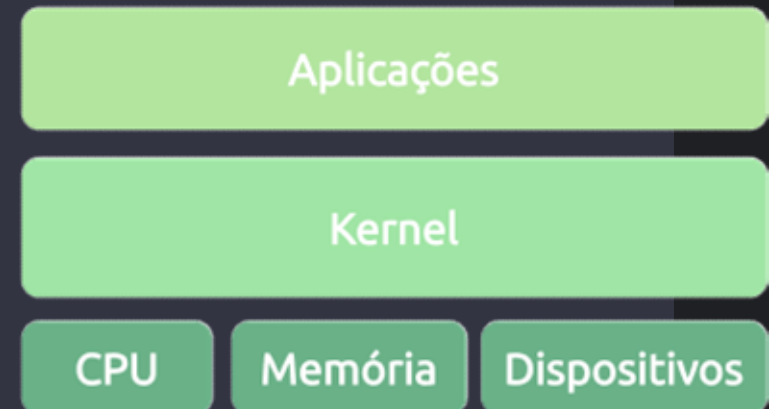 Aplicações
Kernel
CPU
Memória
Dispositivos